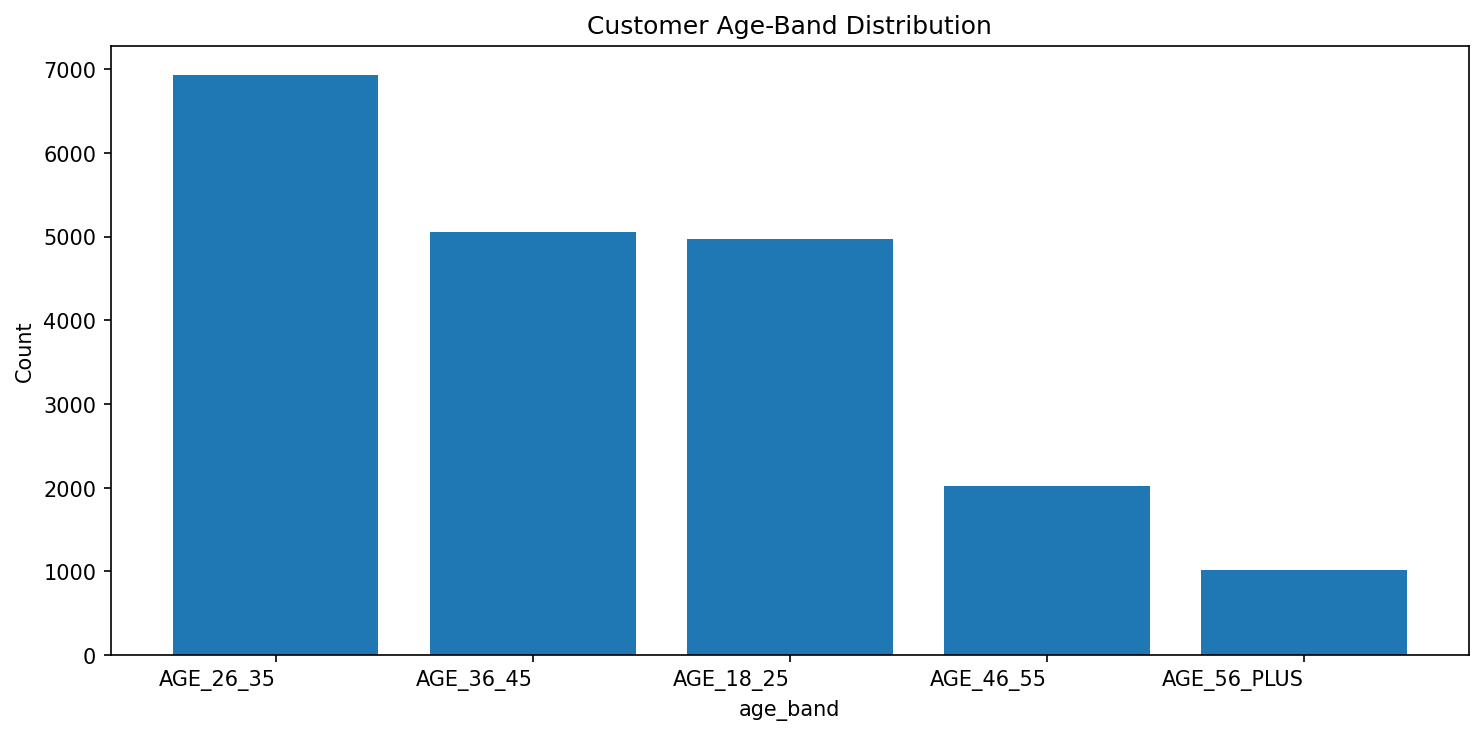 Customer Age-Band Distribution
7000
6000
5000
4000
3000
2000
1000
0
Count
AGE_26_35 AGE_36_45 AGE_18_25 AGE_46_55 AGE_56_PLUS
age_band